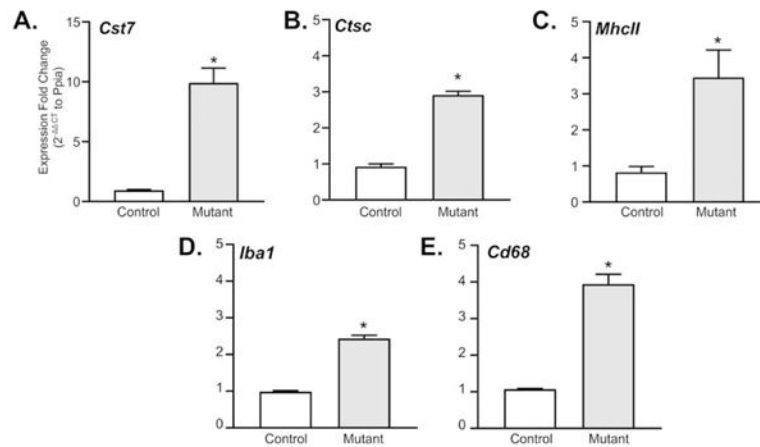 A. Cst7
Expression Fold Change
(2^-ΔΔCT to Ppia)
15
10
5
0
*
Control Mutant
B. Ctsc
5
4
3
2
1
0
*
Control Mutant
C. MhcII
5
4
3
2
1
0
*
Control Mutant
D. Iba1
5
4
3
2
1
0
*
Control Mutant
E. Cd68
5
4
3
2
1
0
*
Control Mutant